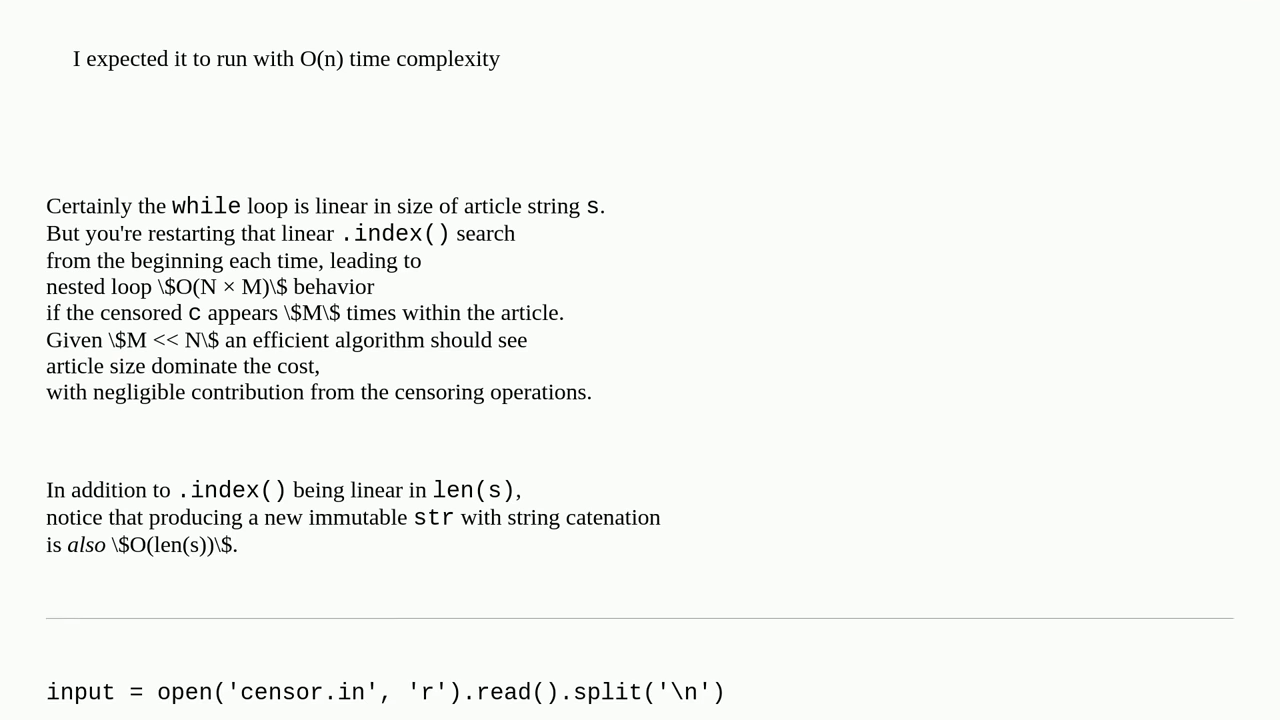 I expected it to run with O(n) time complexity
Certainly the while loop is linear in size of article string s.
But you're restarting that linear .index() search
from the beginning each time, leading to
nested loop \$O(N × M)\$ behavior
if the censored c appears \$M\$ times within the article.
Given \$M << N\$ an efficient algorithm should see
article size dominate the cost,
with negligible contribution from the censoring operations.
In addition to .index() being linear in len(s),
notice that producing a new immutable str with string catenation
is also \$O(len(s))\$.
input = open('censor.in', 'r').read().split('\n')